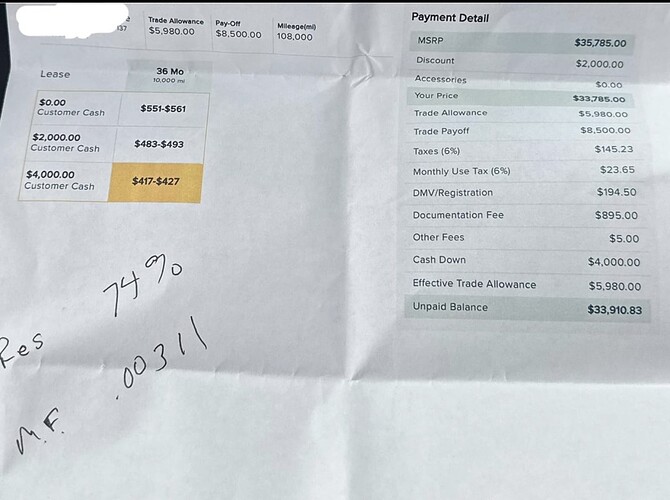 Trade Allowance Pay-Off Mileage(mi)
137 $5,980.00 $8,500.00 108,000
Lease 36 Mo
10,000 mi
$0.00
Customer Cash $551-$561
$2,000.00
Customer Cash $483-$493
$4,000.00
Customer Cash $417-$427
Res 74%
M.F. .00311
Payment Detail
MSRP $35,785.00
Discount $2,000.00
Accessories $0.00
Your Price $33,785.00
Trade Allowance $5,980.00
Trade Payoff $8,500.00
Taxes (6%) $145.23
Monthly Use Tax (6%) $23.65
DMV/Registration $194.50
Documentation Fee $895.00
Other Fees $5.00
Cash Down $4,000.00
Effective Trade Allowance $5,980.00
Unpaid Balance $33,910.83